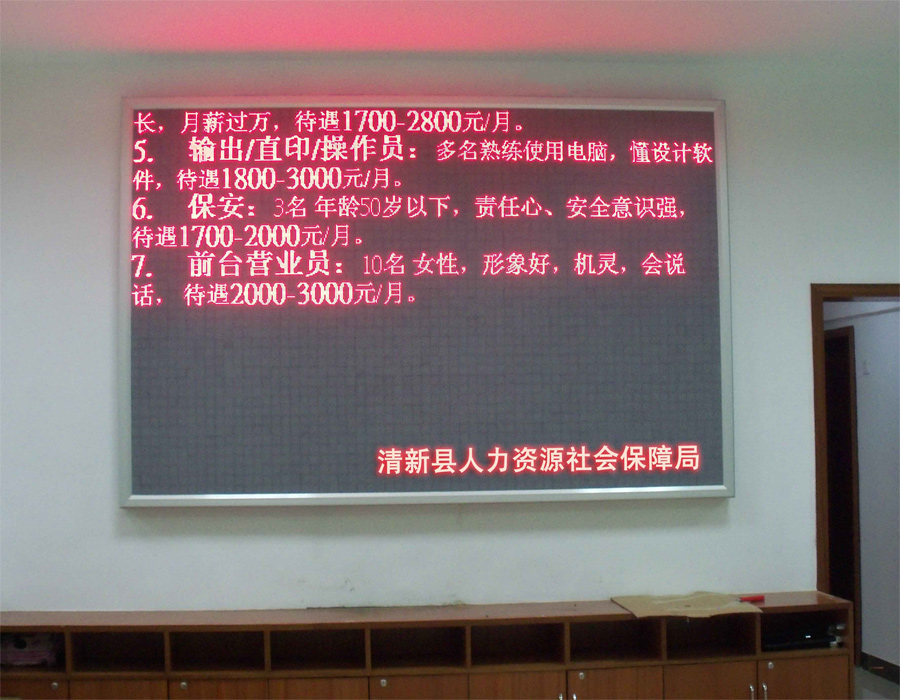 长，月薪过万，待遇1700-2800元/月。
5. 输出/直印/操作员：多名熟练使用电脑，懂设计软
件，待遇1800-3000元/月。
6. 保安：3名 年龄50岁以下，责任心、安全意识强，
待遇1700-2000元/月。
7. 前台营业员：10名 女性，形象好，机灵，会说
话， 待遇2000-3000元/月。
清新县人力资源社会保障局